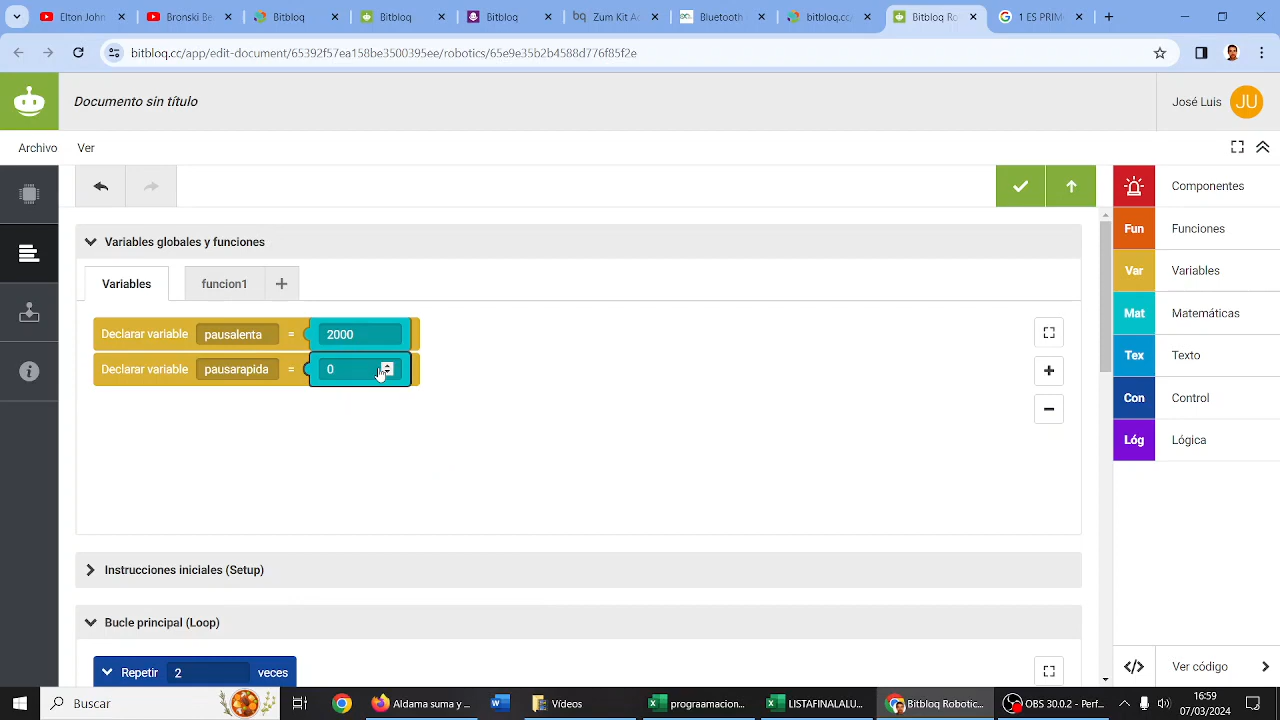 Elton John
Bronski Be
Bitbloq
Bitbloq
Bitbloq
Zum Kit A
Bluetooth
bitbloq.cc
Bitbloq Ro
1 ES PRIM
bitbloq.cc/app/edit-document/65392f57ea158be3500395ee/robotics/65e9e35b2b4588d776f85f2e
Documento sin título
José Luis JU
Archivo Ver
Componentes
Fun Funciones
Variables globales y funciones
Variables funcion1 +
Var Variables
Declarar variable pausalenta = 2000
Mat Matemáticas
Declarar variable pausarapida = 0
Tex Texto
Con Control
Lóg Lógica
Instrucciones iniciales (Setup)
Bucle principal (Loop)
Repetir 2 veces
</> Ver código
Buscar
Aldama suma y ...
Vídeos
prograamacion...
LISTAFINALALU...
Bitbloq Robotic...
OBS 30.0.2 - Perf...
16:59
07/03/2024